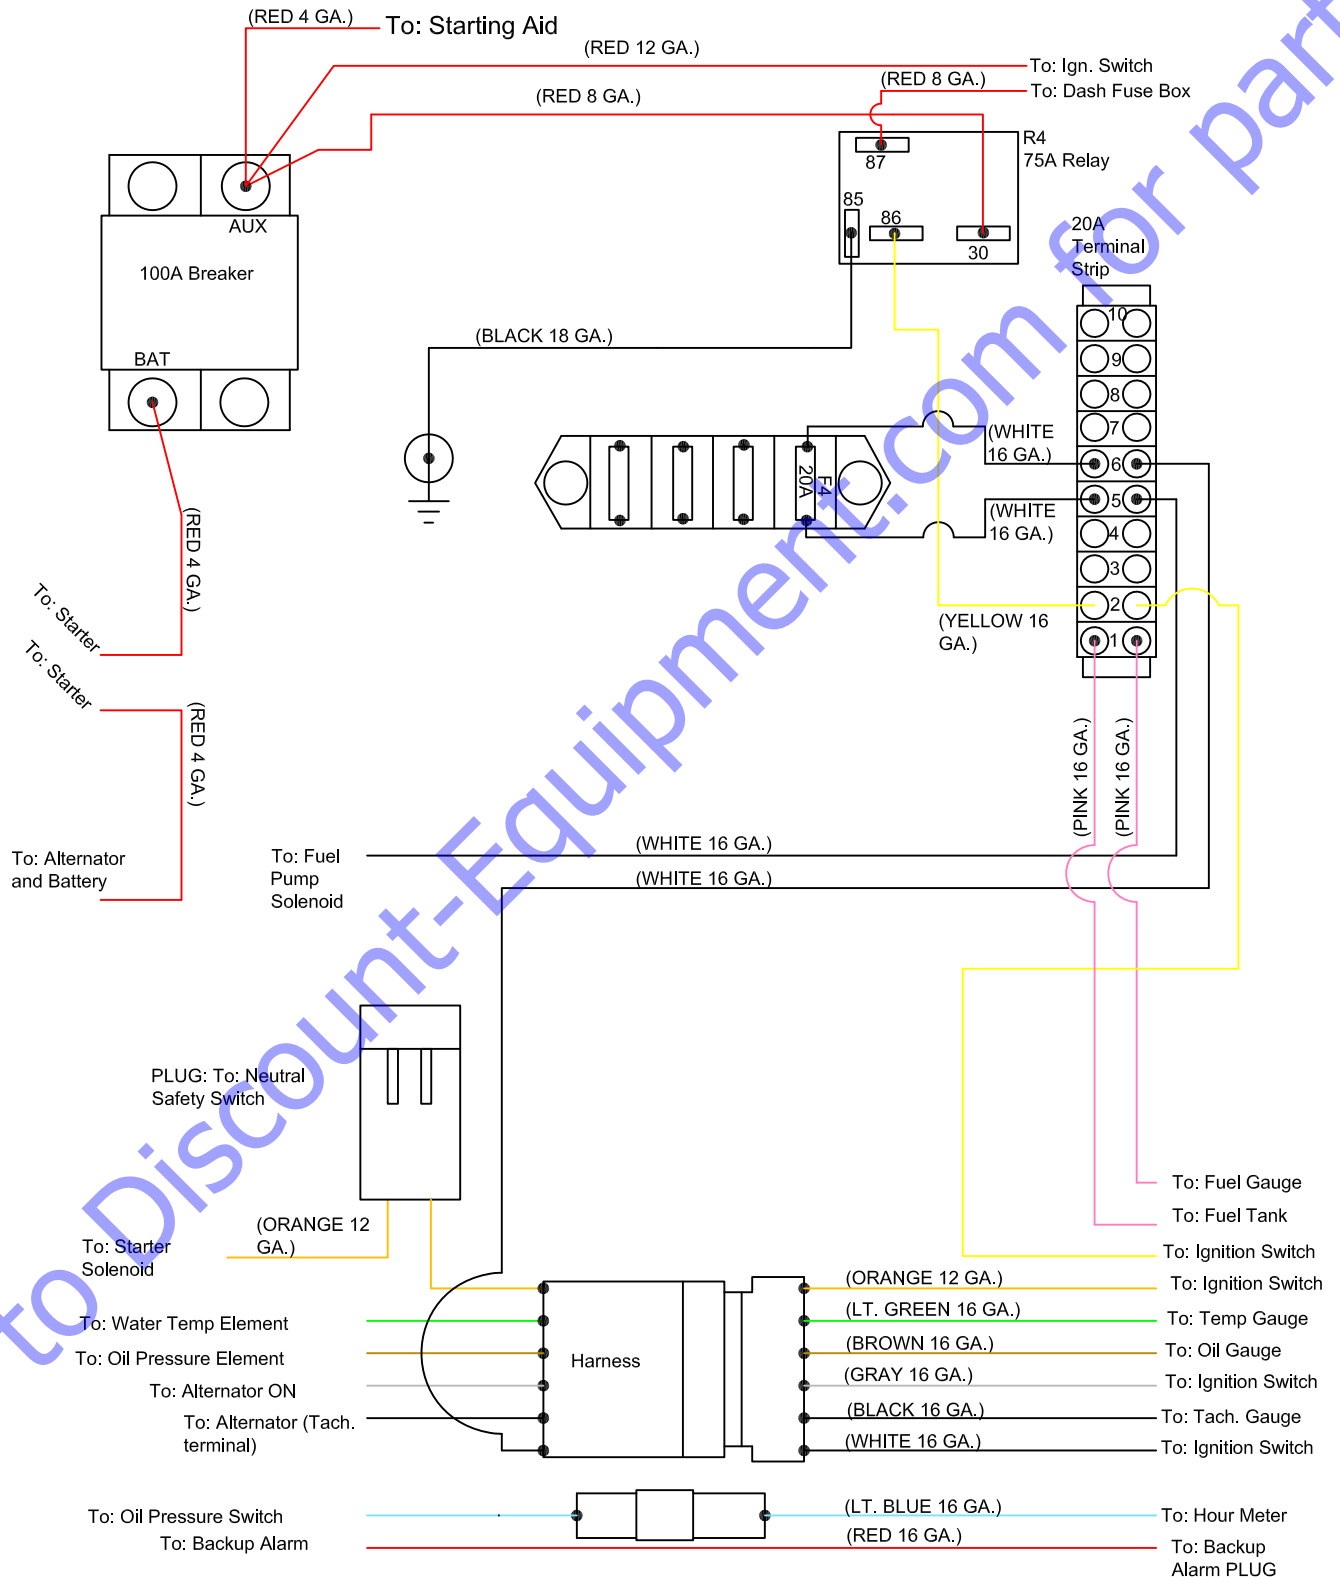 (RED 4 GA.)
To: Starting Aid
(RED 12 GA.)
To: Ign. Switch
(RED 8 GA.)
To: Dash Fuse Box
(RED 8 GA.)
R4
75A Relay
87
85
86
30
AUX
100A Breaker
BAT
20A
Terminal
Strip
10
9
8
7
6
5
4
3
2
1
(BLACK 18 GA.)
(WHITE
16 GA.)
F4
20A
(WHITE
16 GA.)
(RED 4 GA.)
To: Starter
To: Starter
(YELLOW 16
GA.)
(RED 4 GA.)
(PINK 16 GA.)
(PINK 16 GA.)
To: Alternator
and Battery
To: Fuel
Pump
Solenoid
(WHITE 16 GA.)
(WHITE 16 GA.)
PLUG: To: Neutral
Safety Switch
To: Fuel Gauge
To: Fuel Tank
(ORANGE 12
GA.)
To: Starter
Solenoid
To: Ignition Switch
(ORANGE 12 GA.)
To: Ignition Switch
To: Water Temp Element
(LT. GREEN 16 GA.)
To: Temp Gauge
To: Oil Pressure Element
Harness
(BROWN 16 GA.)
To: Oil Gauge
To: Alternator ON
(GRAY 16 GA.)
To: Ignition Switch
To: Alternator (Tach.
terminal)
(BLACK 16 GA.)
To: Tach. Gauge
(WHITE 16 GA.)
To: Ignition Switch
To: Oil Pressure Switch
(LT. BLUE 16 GA.)
To: Hour Meter
To: Backup Alarm
(RED 16 GA.)
To: Backup
Alarm PLUG
to Discount-Equipment.com for part